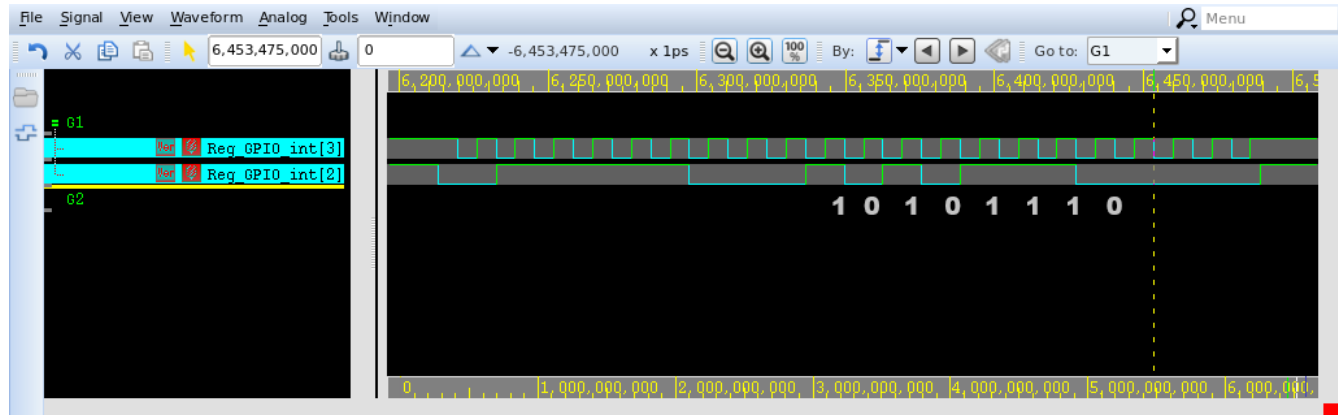 File Signal View Waveform Analog Tools Window Menu
6,453,475,000 0 -6,453,475,000 x 1ps 100 % By: Go to: G1
6,200,000,000 6,250,000,000 6,300,000,000 6,350,000,000 6,400,000,000 6,450,000,000 6,5
= G1
... Req_GPIO_int[3]
... Req_GPIO_int[2]
G2
1 0 1 0 1 1 1 0
0 1,000,000,000 2,000,000,000 3,000,000,000 4,000,000,000 5,000,000,000 6,000,000,